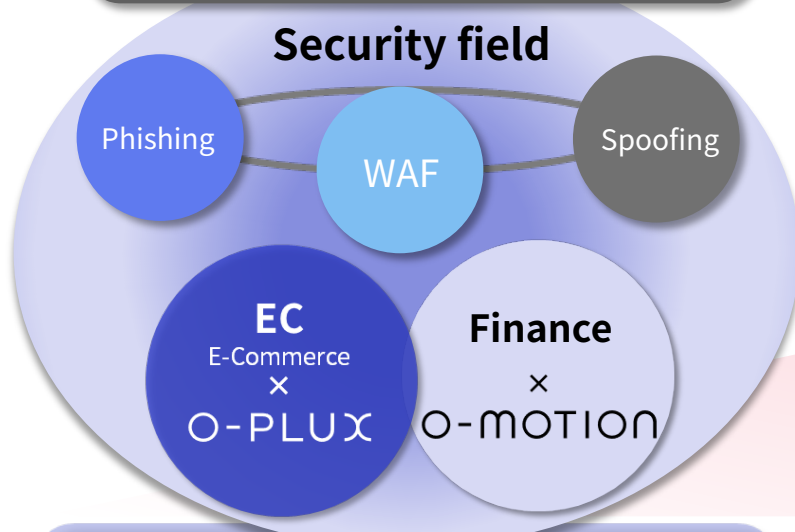 Security field
Phishing
WAF
Spoofing
EC
E-Commerce
×
O-PLUX
Finance
×
O-MOTION